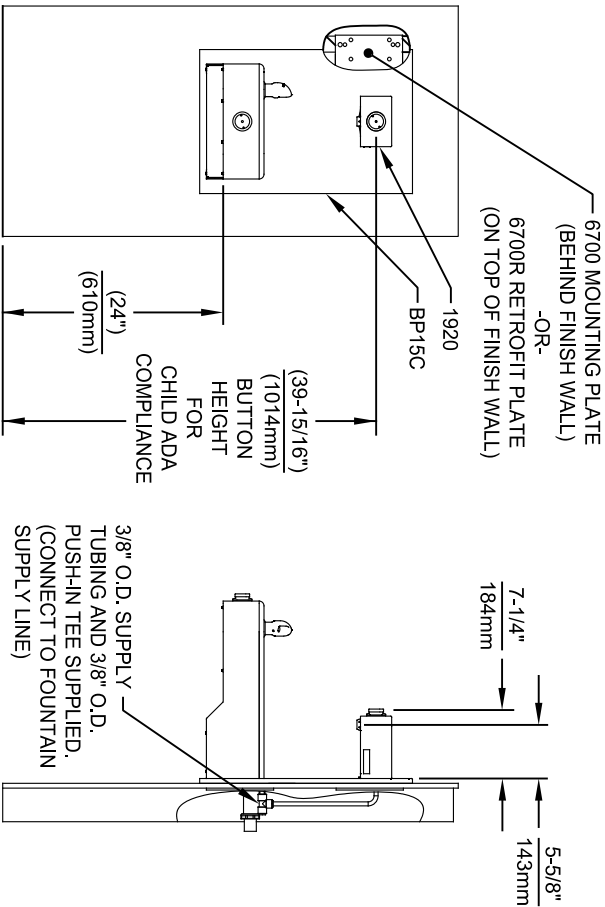 6700 MOUNTING PLATE
(BEHIND FINISH WALL)
-OR-
6700R RETROFIT PLATE
(ON TOP OF FINISH WALL)
1920
BP15C
(39-15/16")
(1014mm)
BUTTON
HEIGHT
FOR
CHILD ADA
COMPLIANCE
(24")
(610mm)
7-1/4"
184mm
5-5/8"
143mm
3/8" O.D. SUPPLY
TUBING AND 3/8" O.D.
PUSH-IN TEE SUPPLIED.
(CONNECT TO FOUNTAIN
SUPPLY LINE)